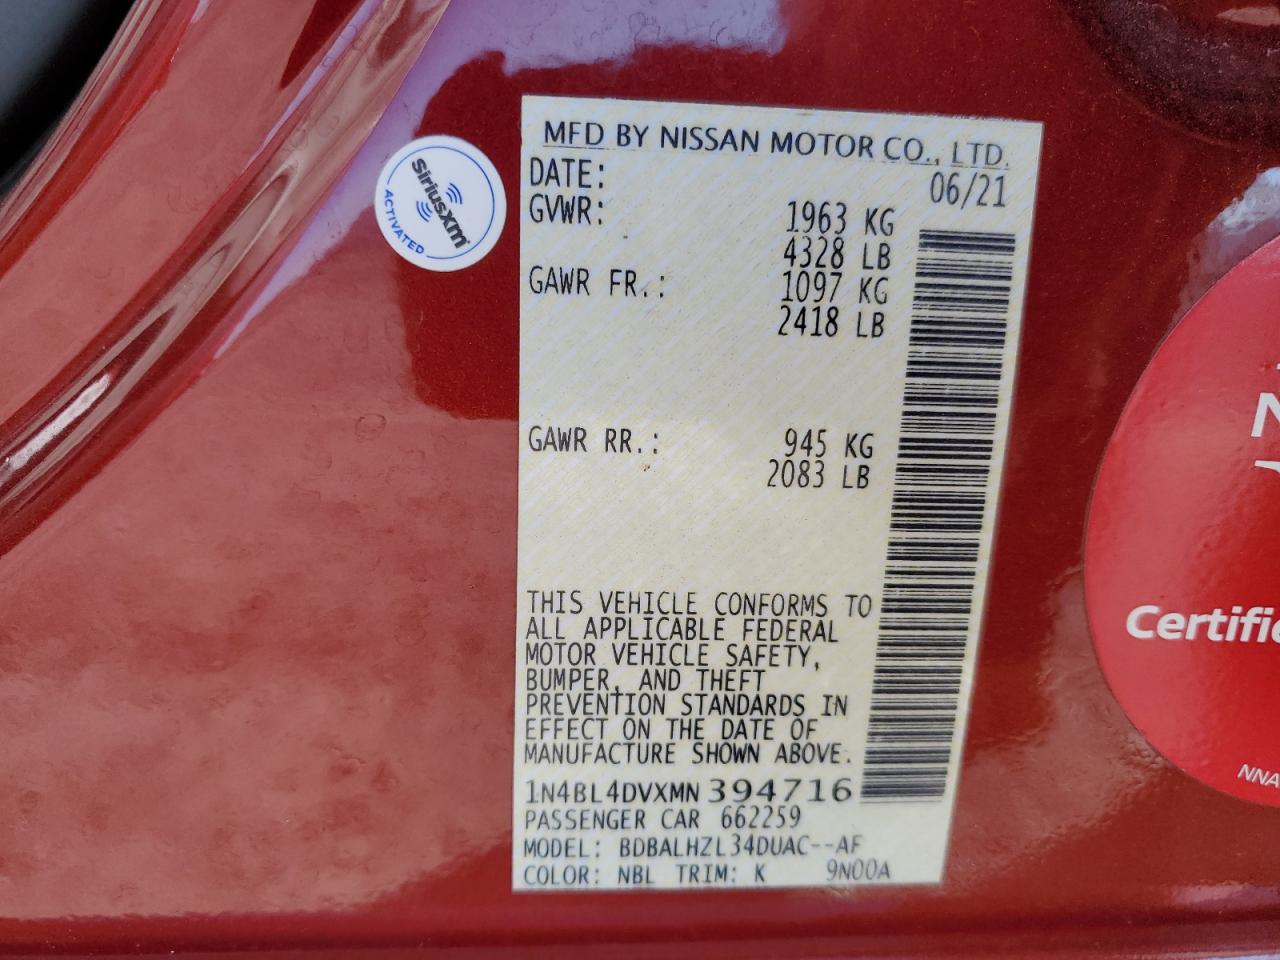 MFD BY NISSAN MOTOR CO., LTD.
DATE: 06/21
GVWR: 1963 KG
4328 LB
GAWR FR.: 1097 KG
2418 LB
GAWR RR.: 945 KG
2083 LB
THIS VEHICLE CONFORMS TO
ALL APPLICABLE FEDERAL
MOTOR VEHICLE SAFETY,
BUMPER, AND THEFT
PREVENTION STANDARDS IN
EFFECT ON THE DATE OF
MANUFACTURE SHOWN ABOVE.
1N4BL4DVXMN394716
PASSENGER CAR 662259
MODEL: BDBALHZL34DUAC--AF
COLOR: NBL TRIM: K 9N00A
SiriusXm
ACTIVATED
N
Certifie
NNA